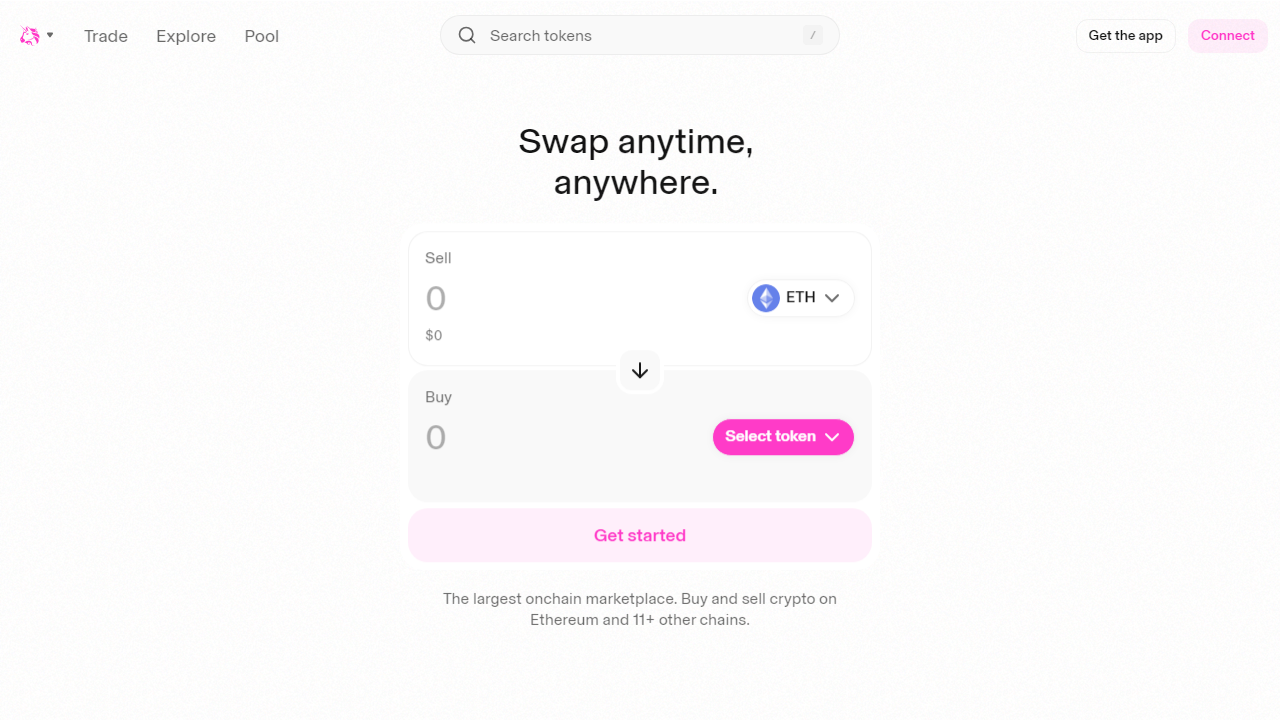 Trade
Explore
Pool
Search tokens
/
Get the app
Connect
Swap anytime,
anywhere.
Sell
0
ETH
$0
Buy
0
Select token
Get started
The largest onchain marketplace. Buy and sell crypto on
Ethereum and 11+ other chains.